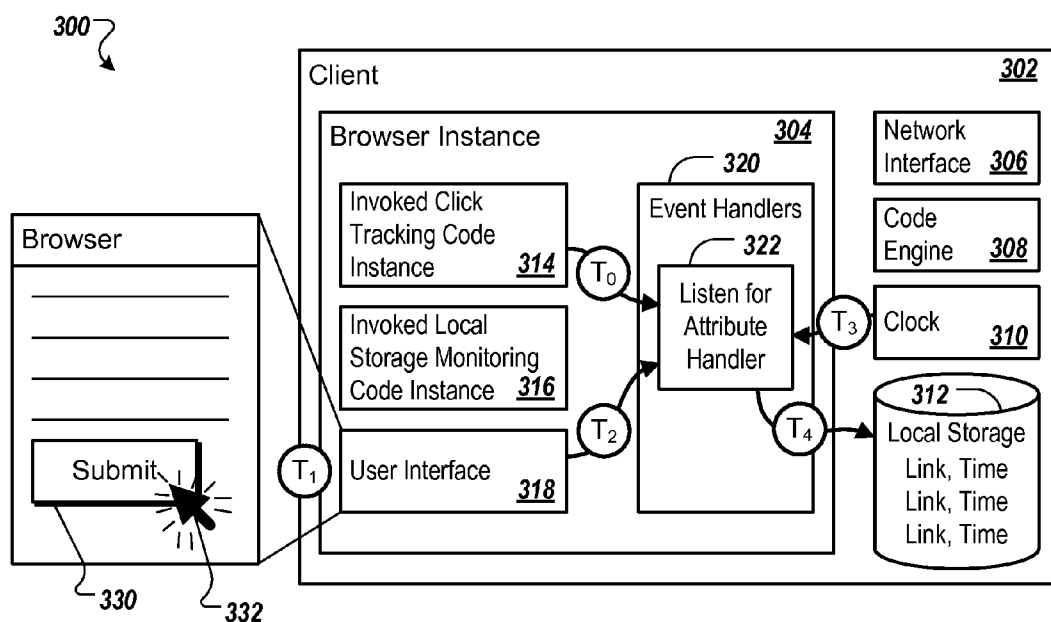 300
Client
302
Browser Instance
304
Network
Interface
306
320
Invoked Click
Tracking Code
Instance
314
Event Handlers
Code
Engine
308
Browser
322
T0
Listen for
Attribute
Handler
T3
Clock
310
Invoked Local
Storage Monitoring
Code Instance
316
T2
T4
312
Local Storage
Link, Time
Link, Time
Link, Time
Submit
T1
User Interface
318
330
332